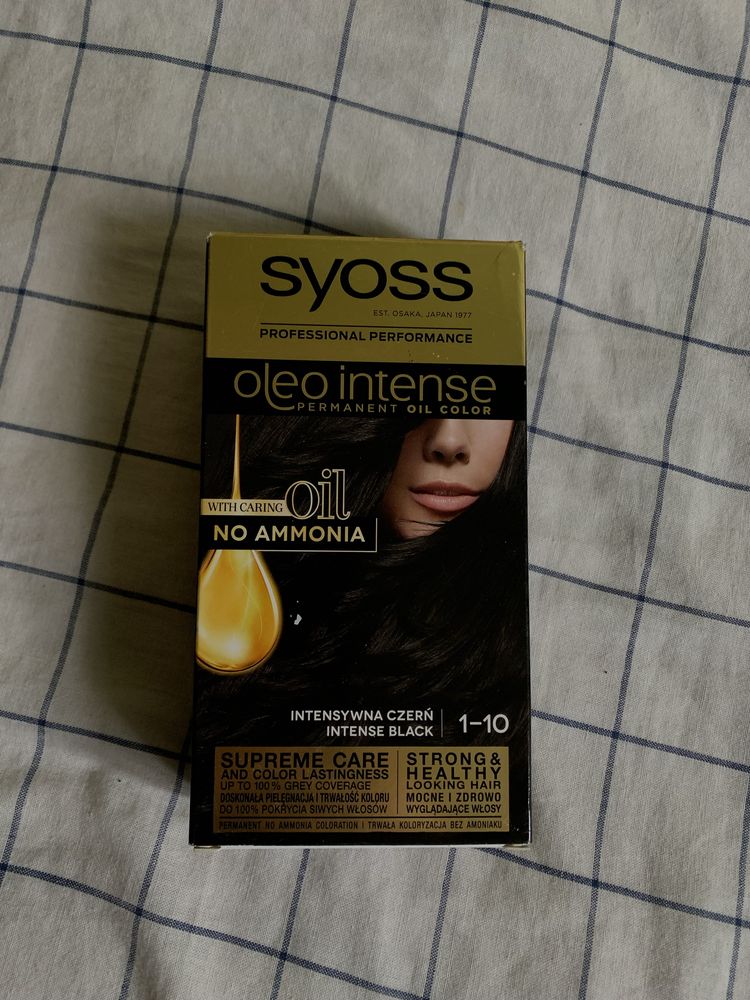 syoss
EST. OSAKA, JAPAN 1977
PROFESSIONAL PERFORMANCE
oleo intense
PERMANENT OIL COLOR
WITH CARING oil
NO AMMONIA
INTENSYWNA CZERŃ
INTENSE BLACK
1-10
SUPREME CARE
AND COLOR LASTINGNESS
UP TO 100% GREY COVERAGE
DOSKONAŁA PIELĘGNACJA I TRWAŁOŚĆ KOLORU
DO 100% POKRYCIA SIWYCH WŁOSÓW
STRONG &
HEALTHY
LOOKING HAIR
MOCNE I ZDROWO
WYGLĄDAJĄCE WŁOSY
PERMANENT NO AMMONIA COLORATION | TRWAŁA KOLORYZACJA BEZ AMONIAKU